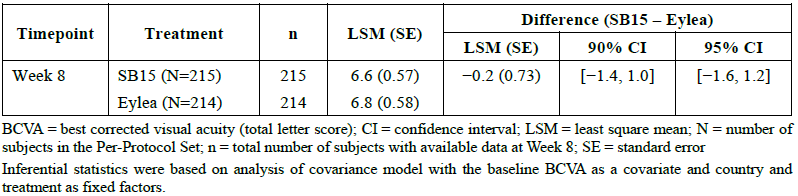 Timepoint Treatment n LSM (SE) Difference (SB15 – Eylea)
LSM (SE) 90% CI 95% CI
Week 8 SB15 (N=215) 215 6.6 (0.57) −0.2 (0.73) [−1.4, 1.0] [−1.6, 1.2]
Eylea (N=214) 214 6.8 (0.58)
BCVA = best corrected visual acuity (total letter score); CI = confidence interval; LSM = least square mean; N = number of
subjects in the Per-Protocol Set; n = total number of subjects with available data at Week 8; SE = standard error
Inferential statistics were based on analysis of covariance model with the baseline BCVA as a covariate and country and
treatment as fixed factors.